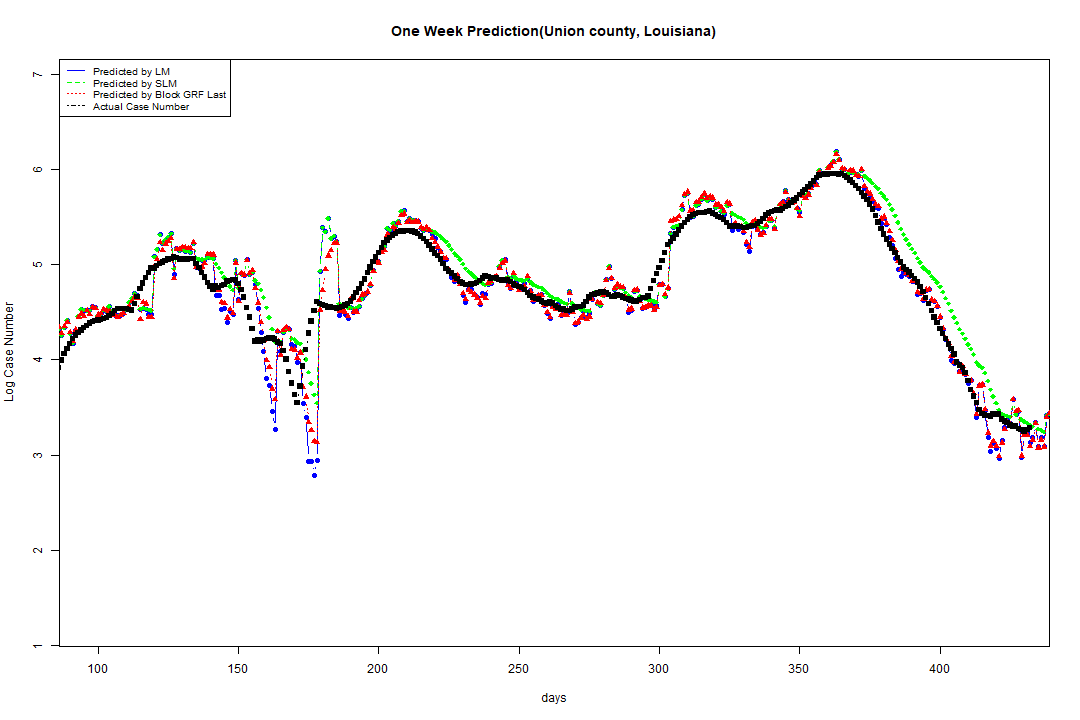 One Week Prediction(Union county, Louisiana)
Predicted by LM
Predicted by SLM
Predicted by Block GRF Last
Actual Case Number
7
6
5
4
3
2
1
Log Case Number
100 150 200 250 300 350 400
days